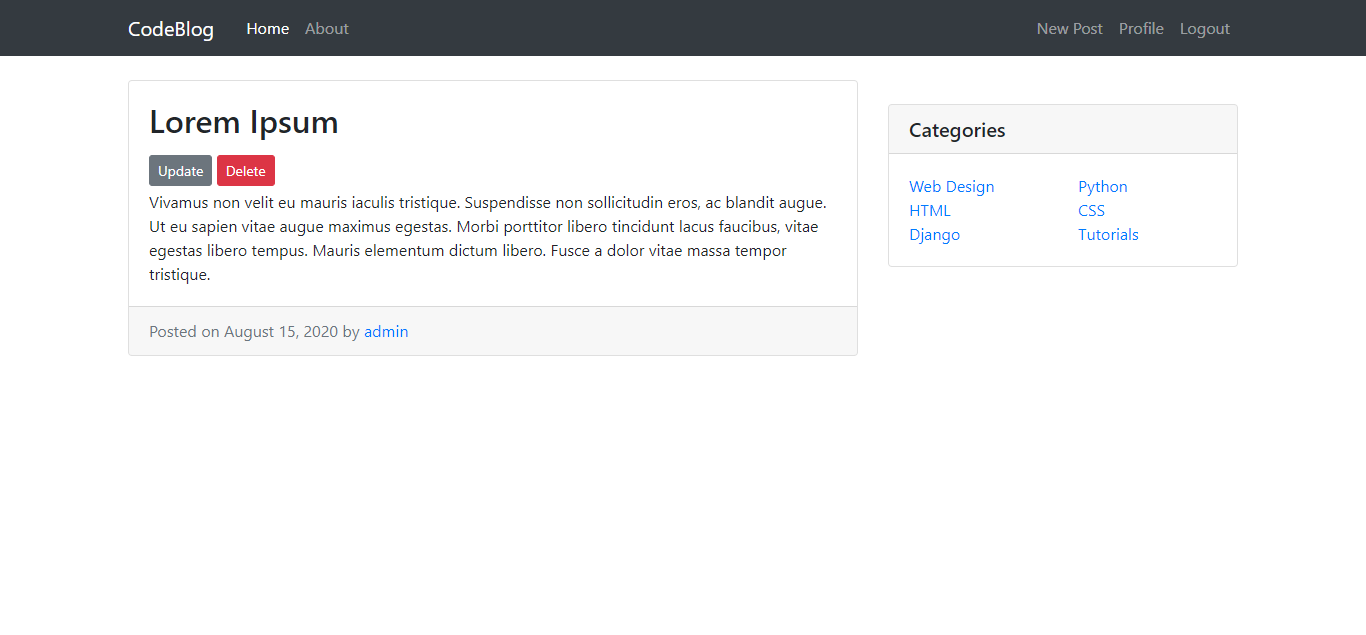 CodeBlog Home About New Post Profile Logout
Lorem Ipsum
Update Delete
Vivamus non velit eu mauris iaculis tristique. Suspendisse non sollicitudin eros, ac blandit augue.
Ut eu sapien vitae augue maximus egestas. Morbi porttitor libero tincidunt lacus faucibus, vitae
egestas libero tempus. Mauris elementum dictum libero. Fusce a dolor vitae massa tempor
tristique.
Posted on August 15, 2020 by admin
Categories
Web Design Python
HTML CSS
Django Tutorials